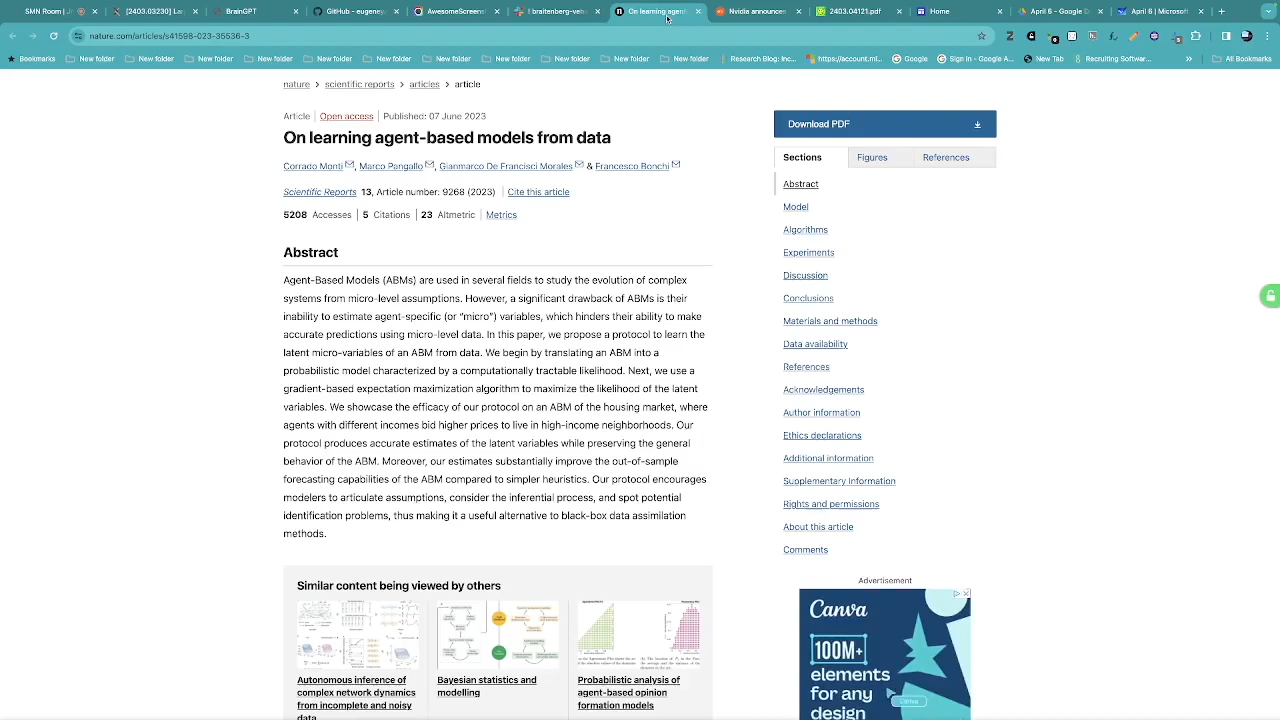 SMN Room |
[2403.03230] Lar
BrainGPT
GitHub - eugeney
AwesomeScreens
braitenberg-vehi
On learning agent
Nvidia announces
2403.04121.pdf
Home
April 6 - Google D
April 6 | Microsoft
nature.com/articles/s41598-023-35536-3
Bookmarks
New folder
New folder
New folder
New folder
New folder
New folder
New folder
New folder
New folder
New folder
New folder
Research Blog: Inc...
https://account.mi...
Google
Sign in - Google A...
New Tab
Recruiting Softwar...
All Bookmarks
nature > scientific reports > articles > article
Article | Open access | Published: 07 June 2023
On learning agent-based models from data
Corrado Monti, Marco Pangallo, Gianmarco De Francisci Morales & Francesco Bonchi
Scientific Reports 13, Article number: 9268 (2023) | Cite this article
5208 Accesses | 5 Citations | 23 Altmetric | Metrics
Abstract
Agent-Based Models (ABMs) are used in several fields to study the evolution of complex
systems from micro-level assumptions. However, a significant drawback of ABMs is their
inability to estimate agent-specific (or “micro”) variables, which hinders their ability to make
accurate predictions using micro-level data. In this paper, we propose a protocol to learn the
latent micro-variables of an ABM from data. We begin by translating an ABM into a
probabilistic model characterized by a computationally tractable likelihood. Next, we use a
gradient-based expectation maximization algorithm to maximize the likelihood of the latent
variables. We showcase the efficacy of our protocol on an ABM of the housing market, where
agents with different incomes bid higher prices to live in high-income neighborhoods. Our
protocol produces accurate estimates of the latent variables while preserving the general
behavior of the ABM. Moreover, our estimates substantially improve the out-of-sample
forecasting capabilities of the ABM compared to simpler heuristics. Our protocol encourages
modelers to articulate assumptions, consider the inferential process, and spot potential
identification problems, thus making it a useful alternative to black-box data assimilation
methods.
Similar content being viewed by others
Autonomous inference of
complex network dynamics
from incomplete and noisy
data
Bayesian statistics and
modelling
Probabilistic analysis of
agent-based opinion
formation models
Download PDF
Sections
Figures
References
Abstract
Model
Algorithms
Experiments
Discussion
Conclusions
Materials and methods
Data availability
References
Acknowledgements
Author information
Ethics declarations
Additional information
Supplementary Information
Rights and permissions
About this article
Comments
Advertisement
Canva
100M+
elements
for any
design
Canva